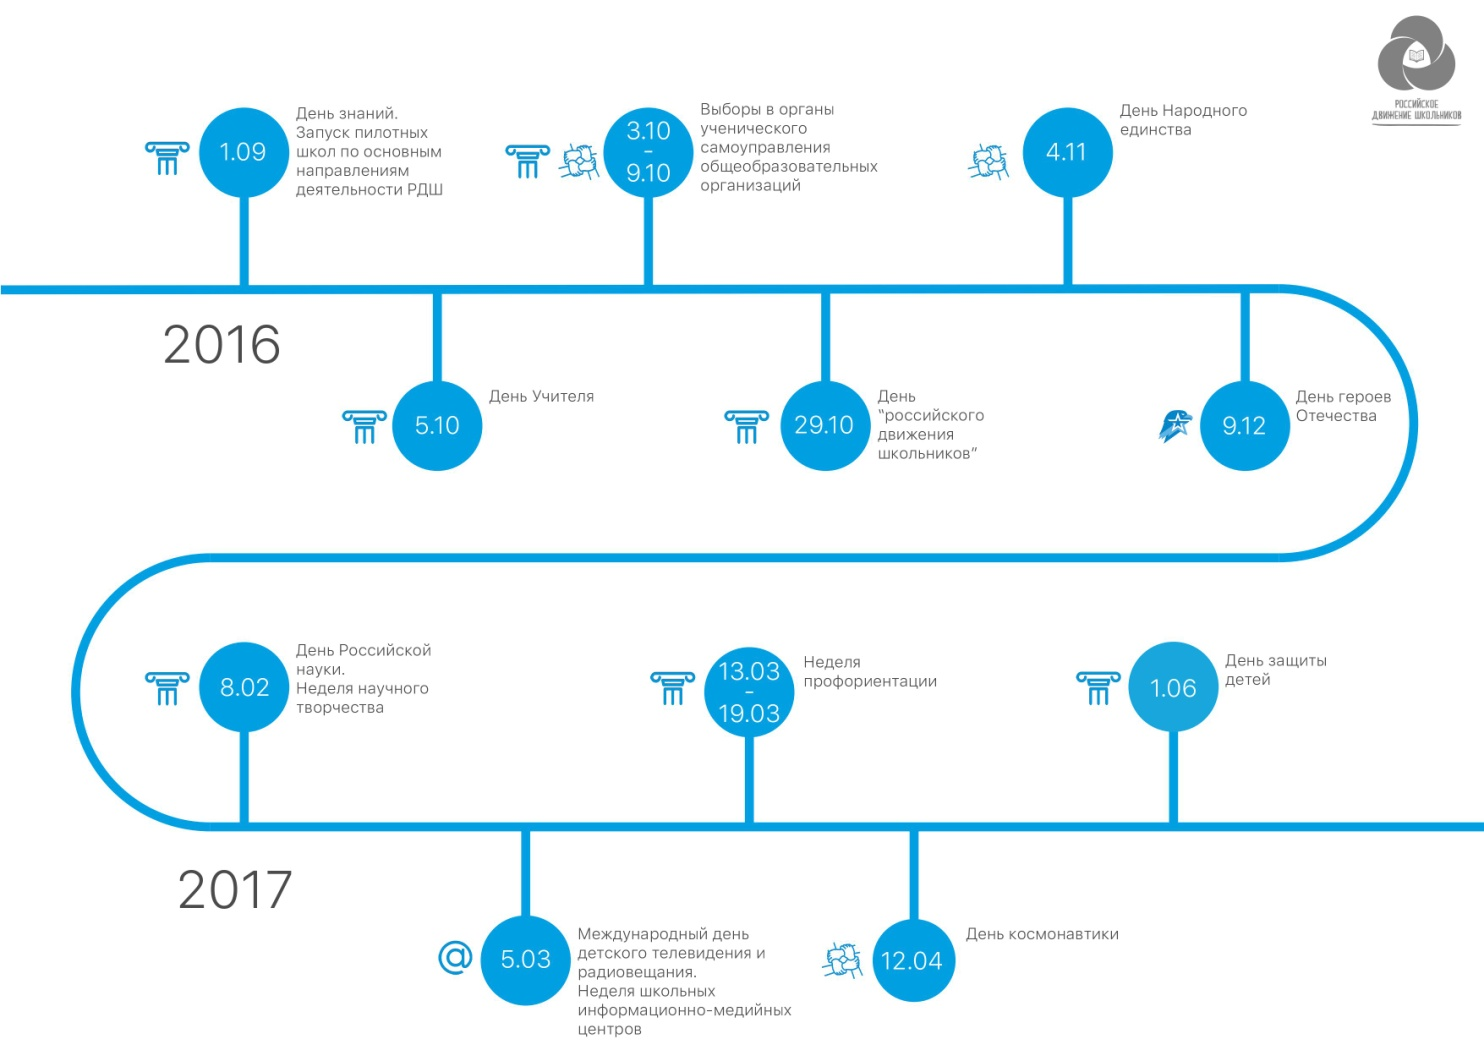 РОССИЙСКОЕ
ДВИЖЕНИЕ ШКОЛЬНИКОВ
1.09
День знаний.
Запуск пилотных
школ по основным
направлениям
деятельности РДШ
3.10
-
9.10
Выборы в органы
ученического
самоуправления
общеобразовательных
организаций
4.11
День Народного
единства
2016
5.10
День Учителя
29.10
День
"российского
движения
школьников"
9.12
День героев
Отечества
8.02
День Российской
науки.
Неделя научного
творчества
13.03
-
19.03
Неделя
профориентации
1.06
День защиты
детей
2017
@
5.03
Международный день
детского телевидения и
радиовещания.
Неделя школьных
информационно-медийных
центров
12.04
День космонавтики